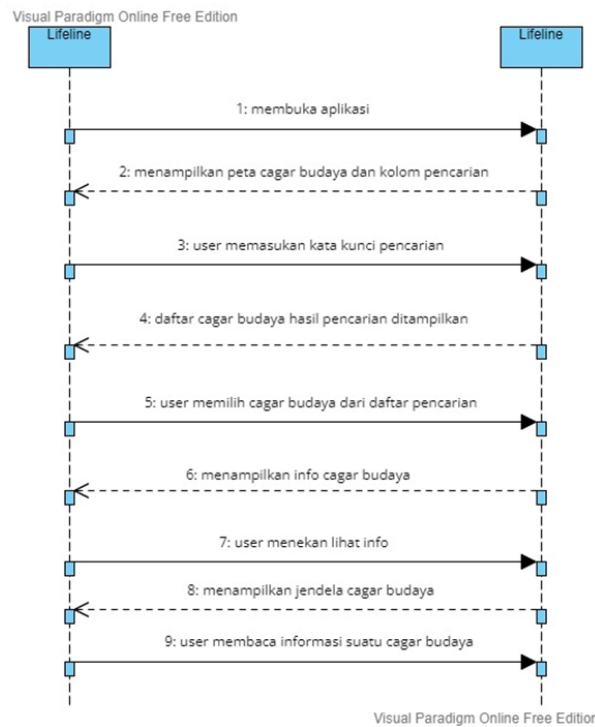 Visual Paradigm Online Free Edition
Lifeline
Lifeline
1: membuka aplikasi
2: menampilkan peta cagar budaya dan kolom pencarian
3: user memasukan kata kunci pencarian
4: daftar cagar budaya hasil pencarian ditampilkan
5: user memilih cagar budaya dari daftar pencarian
6: menampilkan info cagar budaya
7: user menekan lihat info
8: menampilkan jendela cagar budaya
9: user membaca informasi suatu cagar budaya
Visual Paradigm Online Free Edition